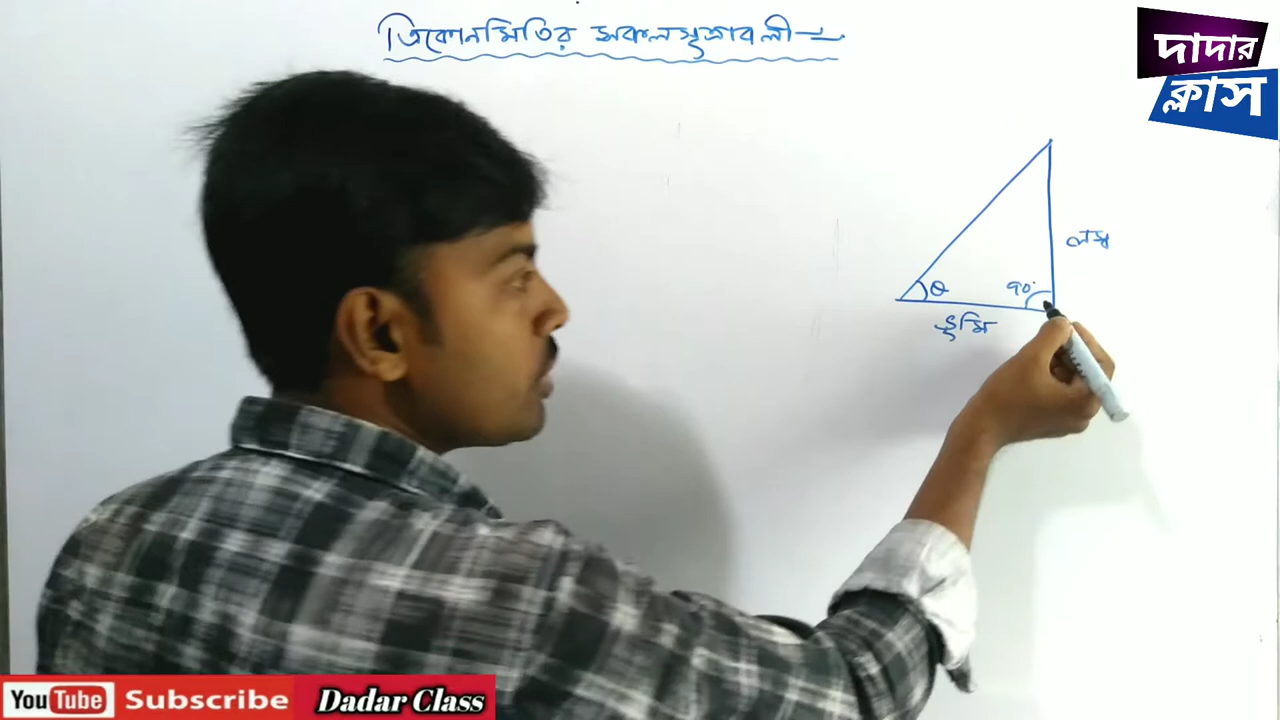 ত্রিকোনমিতির সকল সূত্রাবলী :-
দাদার
ক্লাস
লম্ব
θ
90°
ভূমি
YouTube Subscribe
Dadar Class